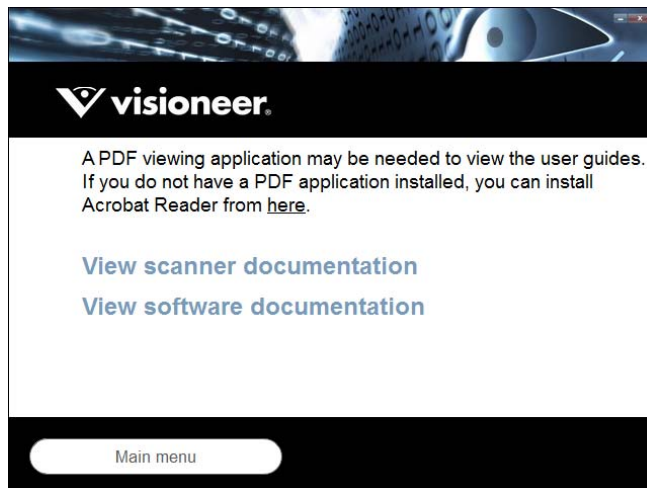 visioneer®
A PDF viewing application may be needed to view the user guides.
If you do not have a PDF application installed, you can install
Acrobat Reader from here.
View scanner documentation
View software documentation
Main menu